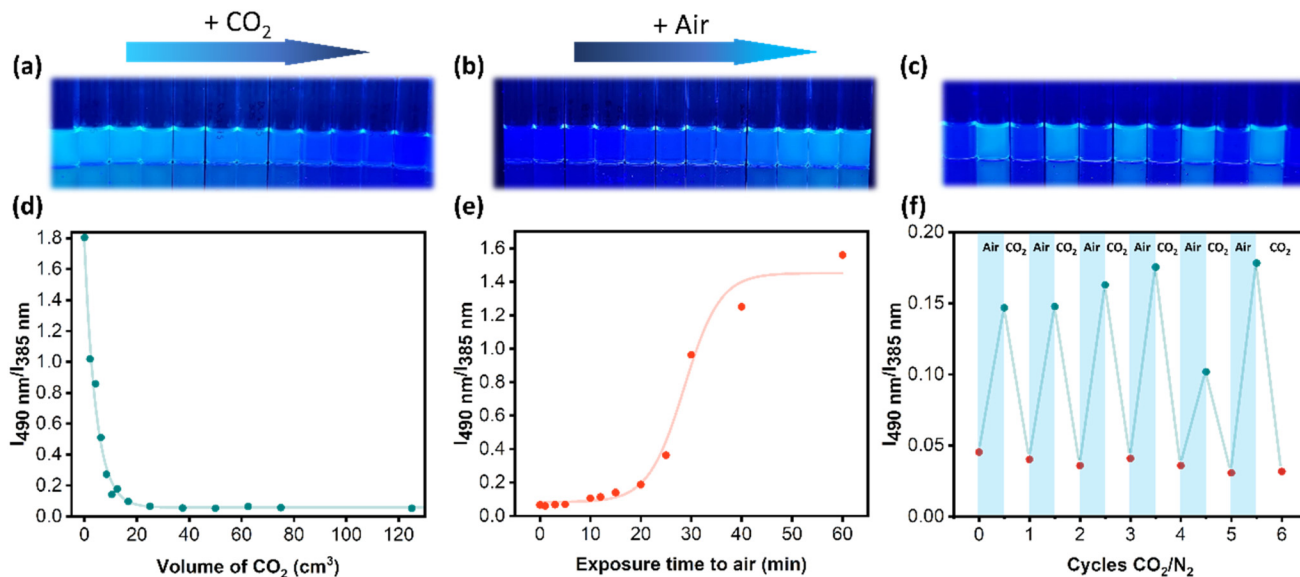 + CO₂
+ Air
(a)
(b)
(c)
(d)
1.8
1.6
1.4
1.2
1.0
0.8
0.6
0.4
0.2
0.0
I490 nm/I385 nm
0 20 40 60 80 100 120
Volume of CO₂ (cm³)
(e)
1.6
1.4
1.2
1.0
0.8
0.6
0.4
0.2
0.0
I490 nm/I385 nm
0 10 20 30 40 50 60
Exposure time to air (min)
(f)
Air CO₂ Air CO₂ Air CO₂ Air CO₂ Air CO₂ Air CO₂
0.20
0.15
0.10
0.05
0.00
I490 nm/I385 nm
0 1 2 3 4 5 6
Cycles CO₂/N₂